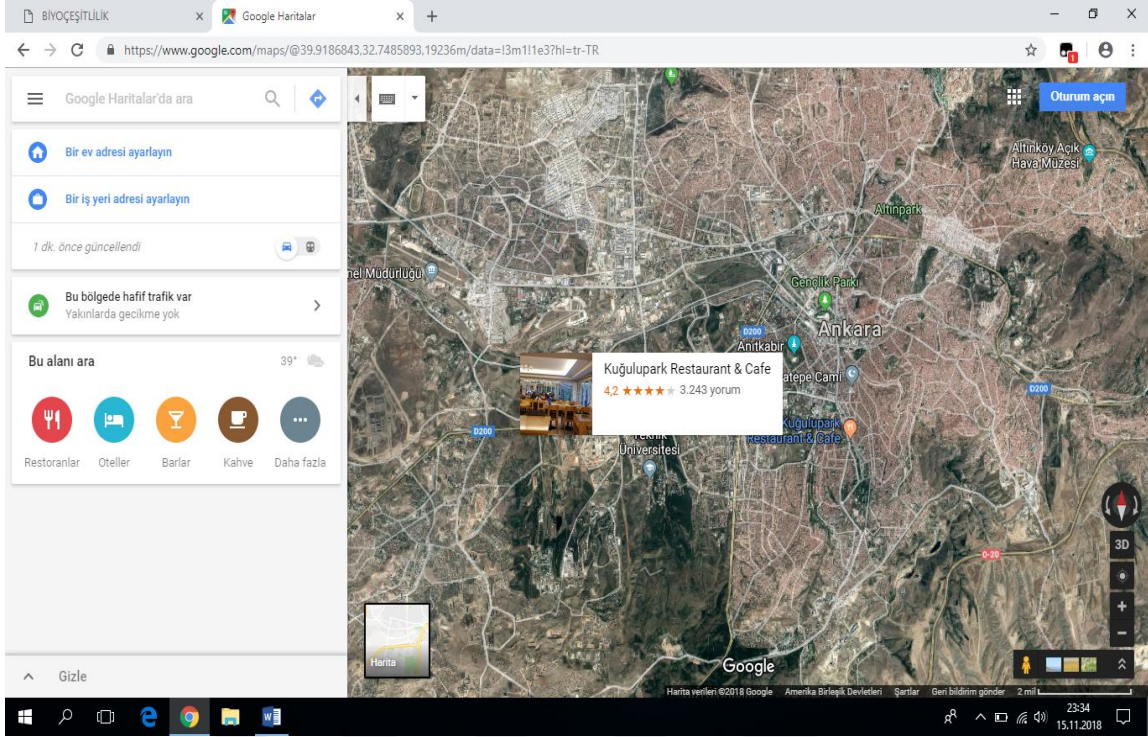 BİYOÇEŞİTLİLİK
Google Haritalar
https://www.google.com/maps/@39.9186843,32.7485893,19236m/data=!3m1!1e3?hl=tr-TR
1
Google Haritalar'da ara
Oturum açın
Bir ev adresi ayarlayın
Bir iş yeri adresi ayarlayın
1 dk. önce güncellendi
Bu bölgede hafif trafik var
Yakınlarda gecikme yok
Bu alanı ara
39°
Restoranlar
Oteller
Barlar
Kahve
Daha fazla
Gizle
Altınköy Açık
Hava Müzesi
Altınpark
nel Müdürlüğü
Gençlik Parkı
Ankara
D200
Anıtkabir
Kuğulupark Restaurant & Cafe
4,2
3.243 yorum
atepe Cami
D200
Kuğulupark
Restaurant & Cafe
D200
Teknik
Üniversitesi
O-20
3D
Harita
Google
Harita verileri ©2018 Google
Amerika Birleşik Devletleri
Şartlar
Geri bildirim gönder
2 mil
23:34
15.11.2018